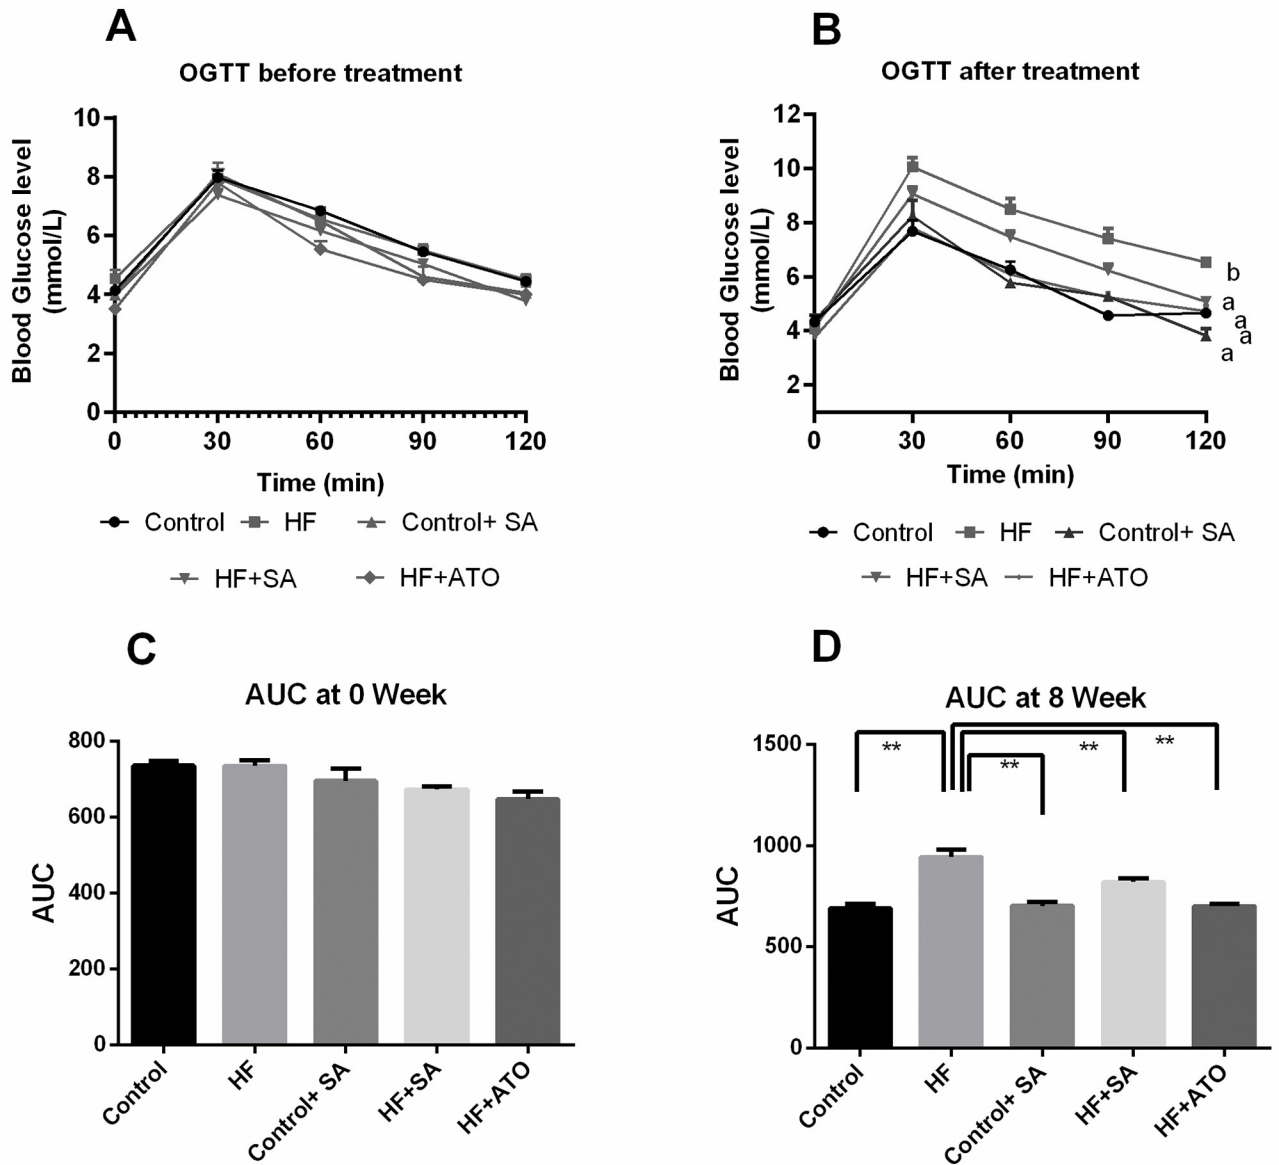 A
OGTT before treatment
Blood Glucose level
(mmol/L)
10
8
6
4
2
0
0 30 60 90 120
Time (min)
Control HF Control+ SA
HF+SA HF+ATO
B
OGTT after treatment
Blood Glucose level
(mmol/L)
12
10
8
6
4
2
b
a
a
a
a
0 30 60 90 120
Time (min)
Control HF Control+ SA
HF+SA HF+ATO
C
AUC at 0 Week
AUC
800
600
400
200
0
Control
HF
Control+ SA
HF+SA
HF+ATO
D
AUC at 8 Week
AUC
1500
1000
500
0
**
**
**
**
Control
HF
Control+ SA
HF+SA
HF+ATO